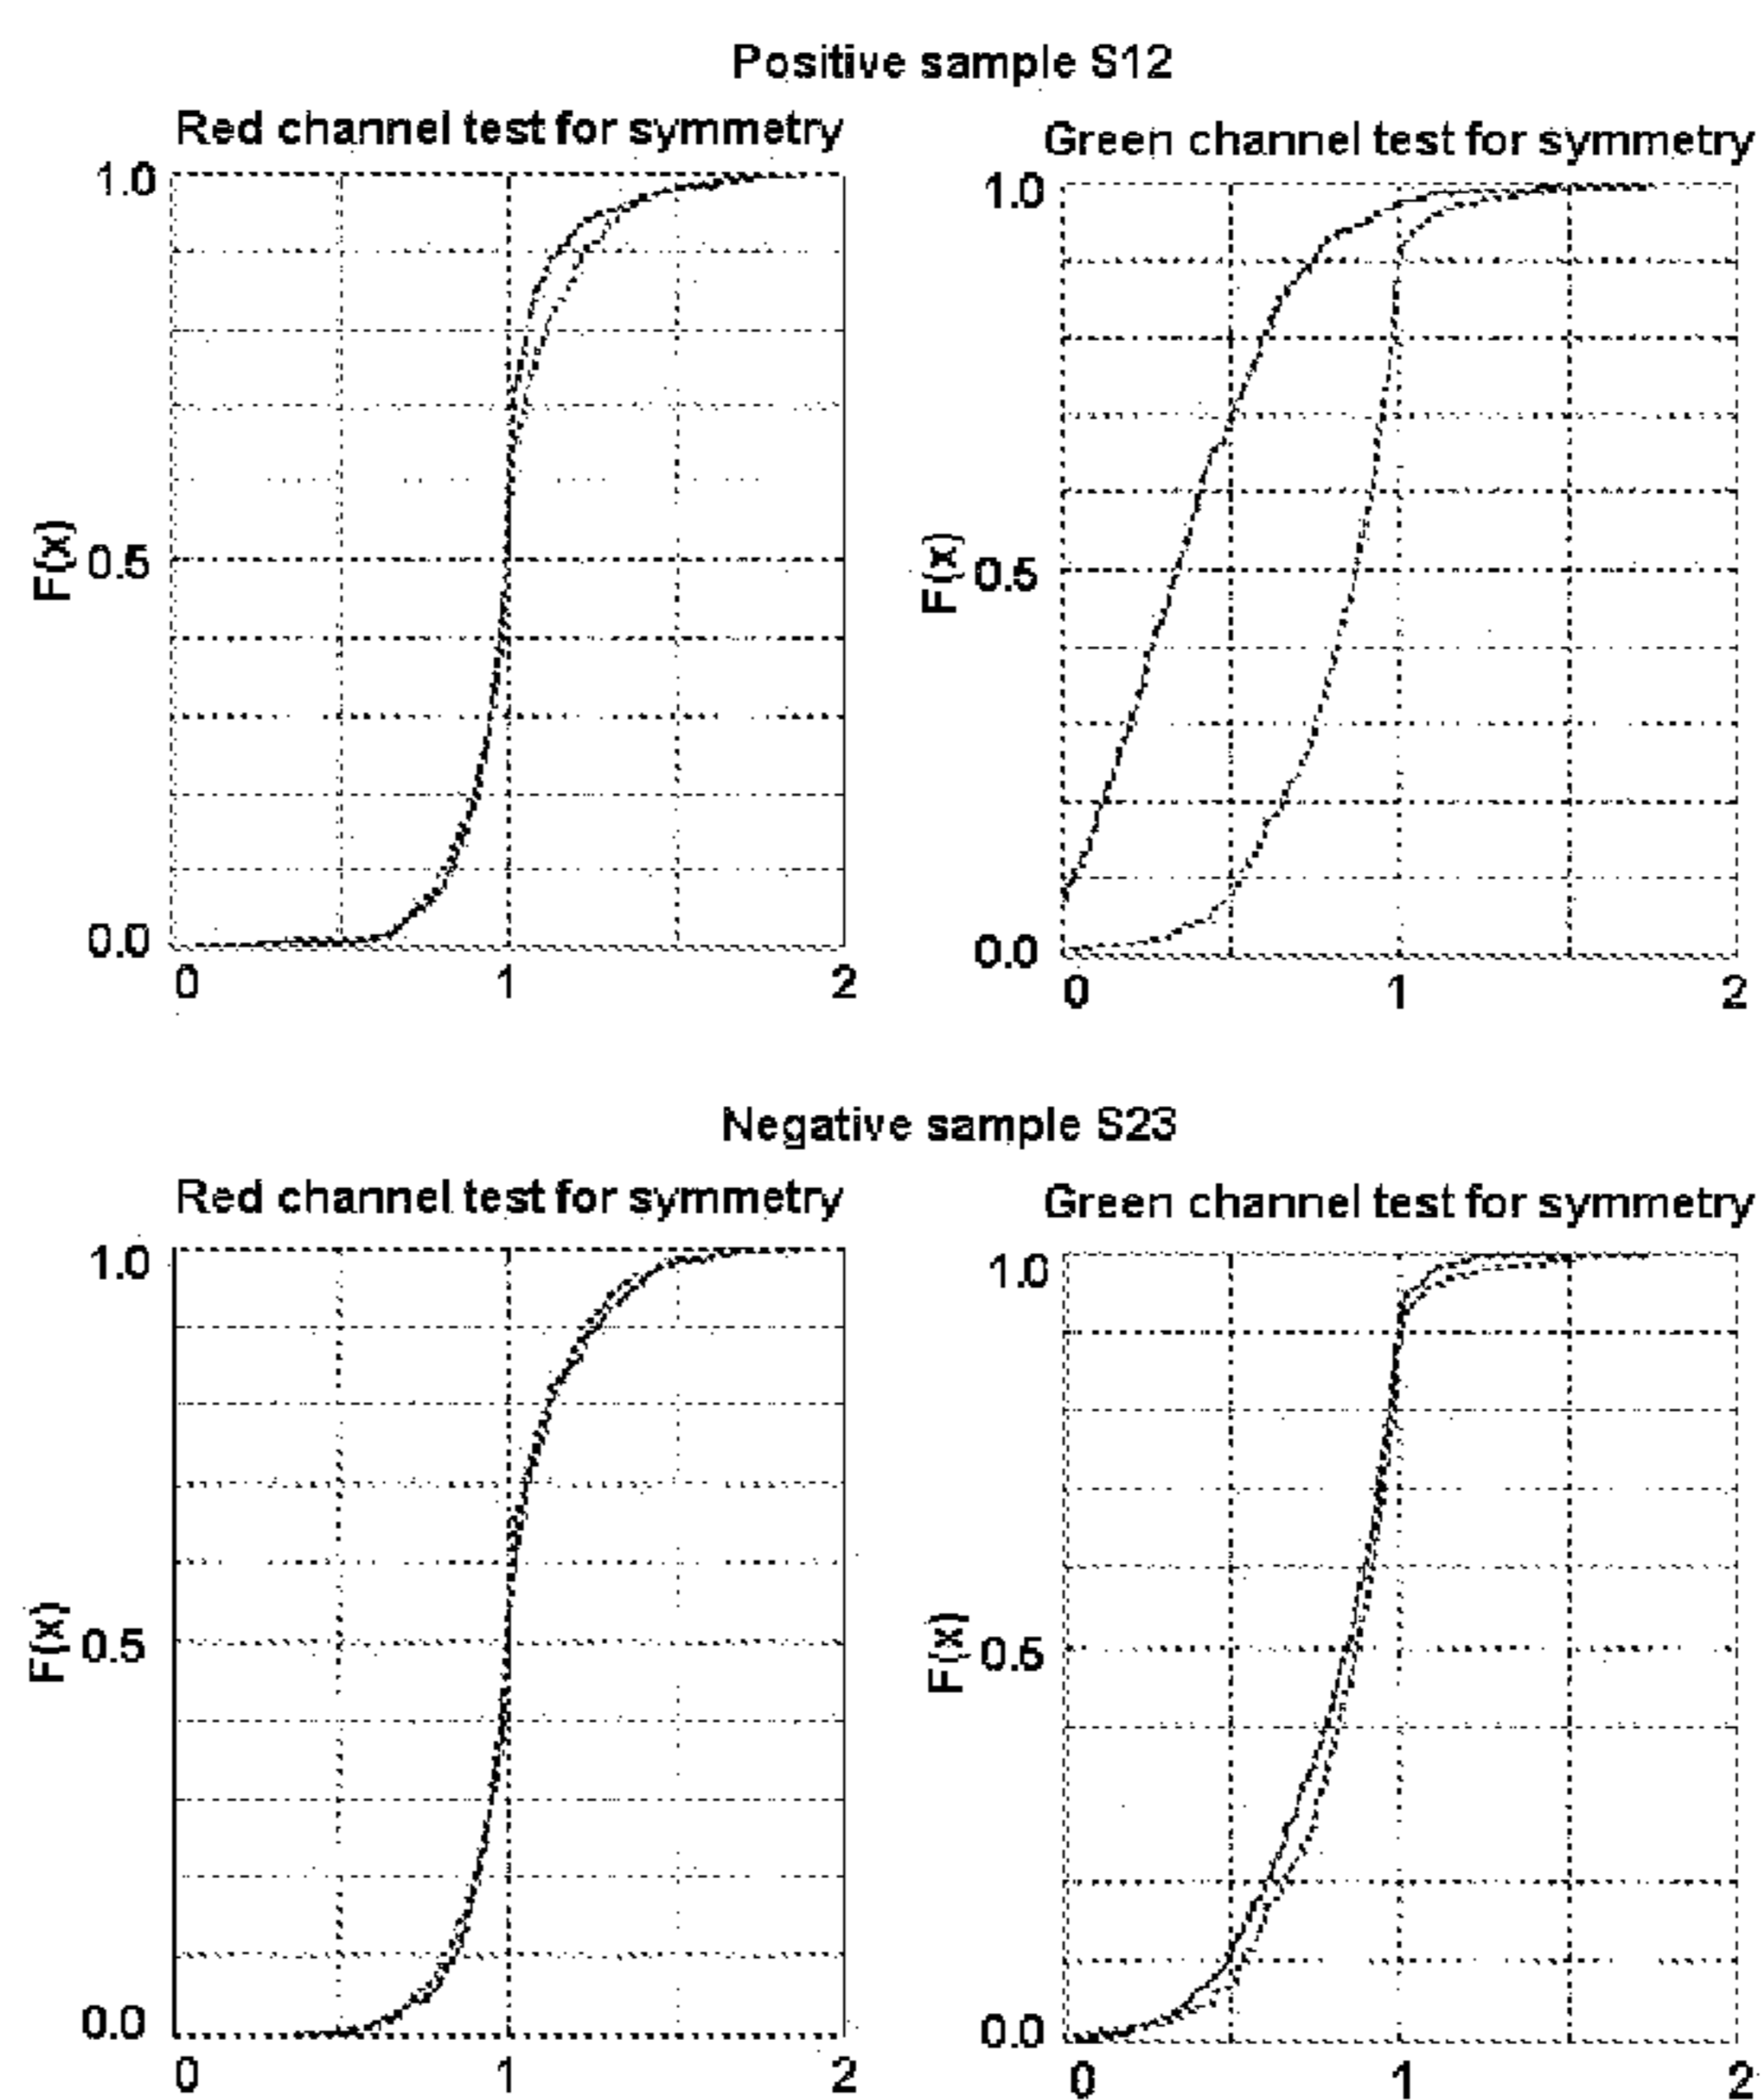 Positive sample S12
Red channel test for symmetry
Green channel test for symmetry
1.0
1.0
F(x)
0.5
F(x)
0.5
0.0
0.0
0
1
2
0
1
2
Negative sample S23
Red channel test for symmetry
Green channel test for symmetry
1.0
1.0
F(x)
0.5
F(x)
0.5
0.0
0.0
0
1
2
0
1
2